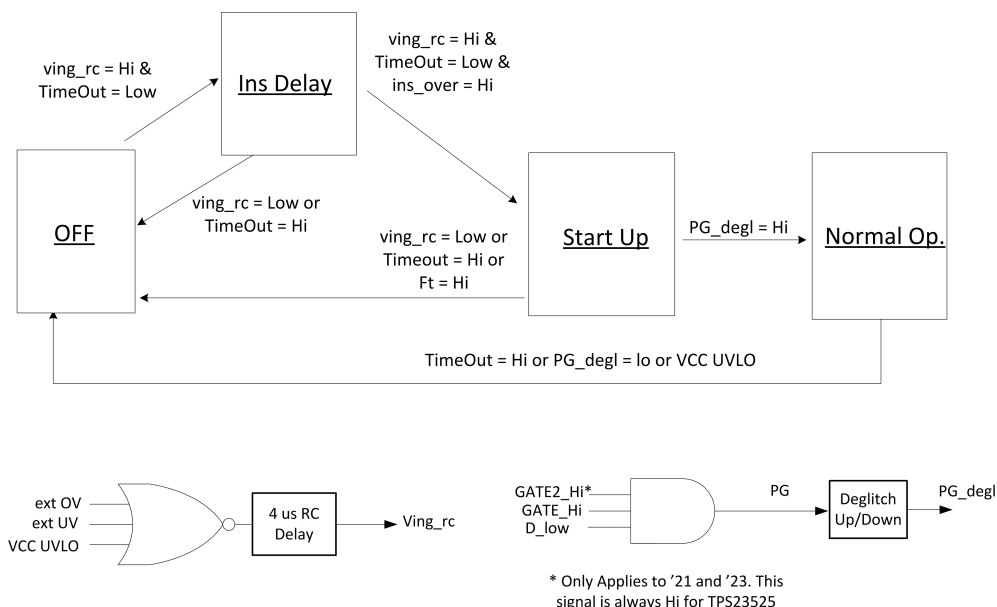 ving_rc = Hi &
TimeOut = Low
Ins Delay
ving_rc = Hi &
TimeOut = Low &
ins_over = Hi
OFF
ving_rc = Low or
TimeOut = Hi
ving_rc = Low or
Timeout = Hi or
Ft = Hi
Start Up
PG_degl = Hi
Normal Op.
TimeOut = Hi or PG_degl = lo or VCC UVLO
ext OV
ext UV
VCC UVLO
4 us RC
Delay
Ving_rc
GATE2_Hi*
GATE_Hi
D_low
PG
Deglitch
Up/Down
PG_degl
* Only Applies to ’21 and ’23. This
signal is always Hi for TPS23525